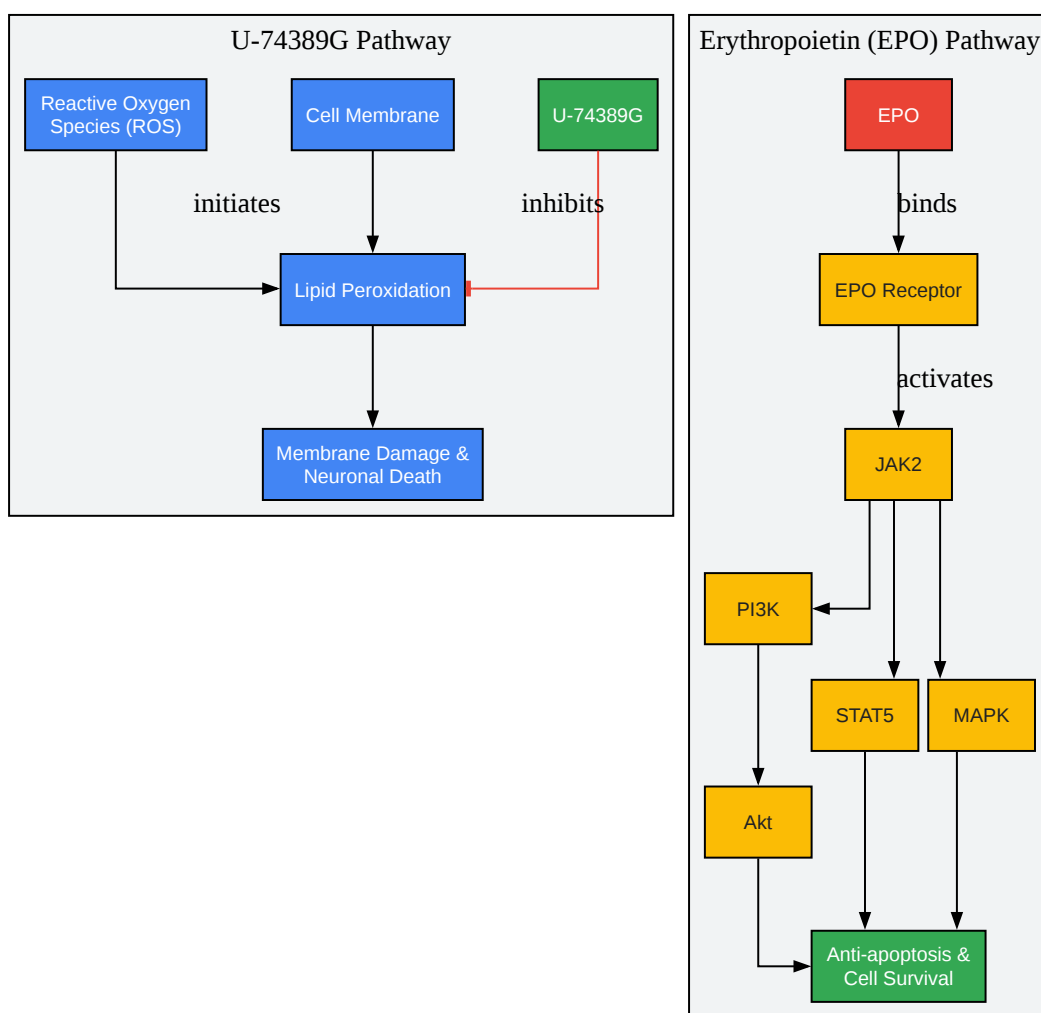 U-74389G Pathway
Reactive Oxygen
Species (ROS)
Cell Membrane
U-74389G
initiates
inhibits
Lipid Peroxidation
Membrane Damage &
Neuronal Death
Erythropoietin (EPO) Pathway
EPO
binds
EPO Receptor
activates
JAK2
PI3K
STAT5
MAPK
Akt
Anti-apoptosis &
Cell Survival